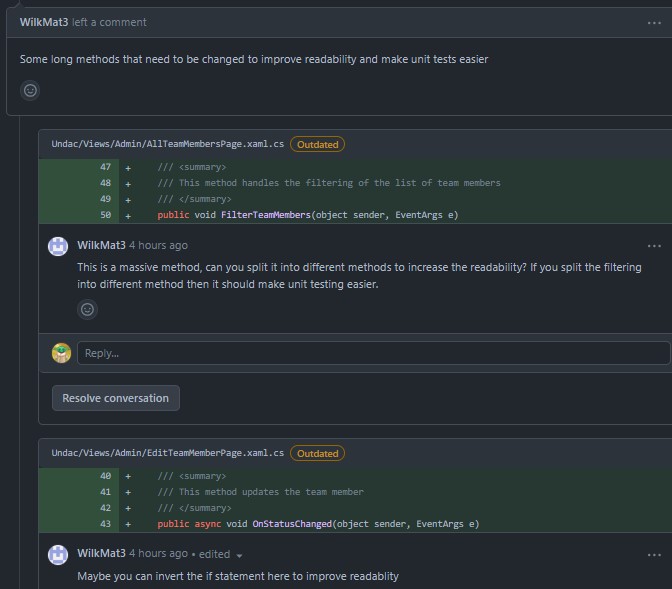 WilkMat3 left a comment
Some long methods that need to be changed to improve readability and make unit tests easier
Undac/Views/Admin/AllTeamMembersPage.xaml.cs Outdated
47 + /// <summary>
48 + /// This method handles the filtering of the list of team members
49 + /// </summary>
50 + public void FilterTeamMembers(object sender, EventArgs e)
WilkMat3 4 hours ago
This is a massive method, can you split it into different methods to increase the readability? If you split the filtering
into different method then it should make unit testing easier.
Reply...
Resolve conversation
Undac/Views/Admin/EditTeamMemberPage.xaml.cs Outdated
40 + /// <summary>
41 + /// This method updates the team member
42 + /// </summary>
43 + public async void OnStatusChanged(object sender, EventArgs e)
WilkMat3 4 hours ago • edited
Maybe you can invert the if statement here to improve readablity